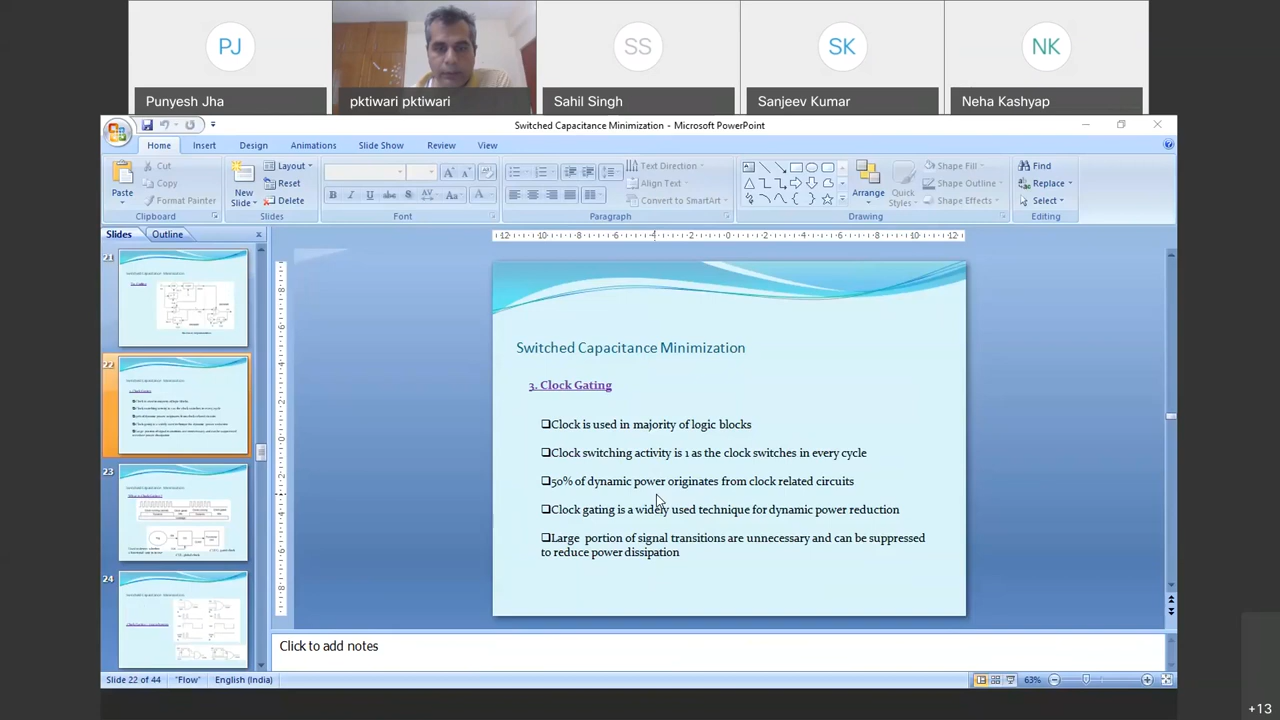 PJ
SS
SK
NK
Punyesh Jha
pktiwari pktiwari
Sahil Singh
Sanjeev Kumar
Neha Kashyap
Switched Capacitance Minimization - Microsoft PowerPoint
Home Insert Design Animations Slide Show Review View
Cut
Copy
Format Painter
Paste
Clipboard
New
Slide
Layout
Reset
Delete
Slides
Font
Text Direction
Align Text
Convert to SmartArt
Paragraph
Arrange
Quick
Styles
Shape Fill
Shape Outline
Shape Effects
Drawing
Find
Replace
Select
Editing
Slides Outline
21
22
23
24
Switched Capacitance Minimization
3. Clock Gating
❑Clock is used in majority of logic blocks
❑Clock switching activity is 1 as the clock switches in every cycle
❑50% of dynamic power originates from clock related circuits
❑Clock gating is a widely used technique for dynamic power reduction
❑Large portion of signal transitions are unnecessary and can be suppressed
to reduce power dissipation
Click to add notes
Slide 22 of 44 "Flow" English (India) 63%
+13